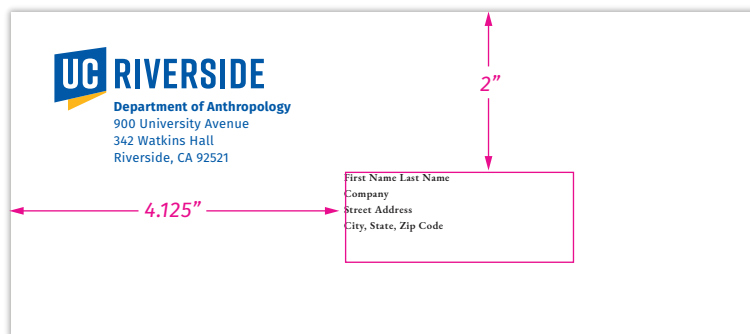 UC RIVERSIDE
Department of Anthropology
900 University Avenue
342 Watkins Hall
Riverside, CA 92521
2”
4.125”
First Name Last Name
Company
Street Address
City, State, Zip Code